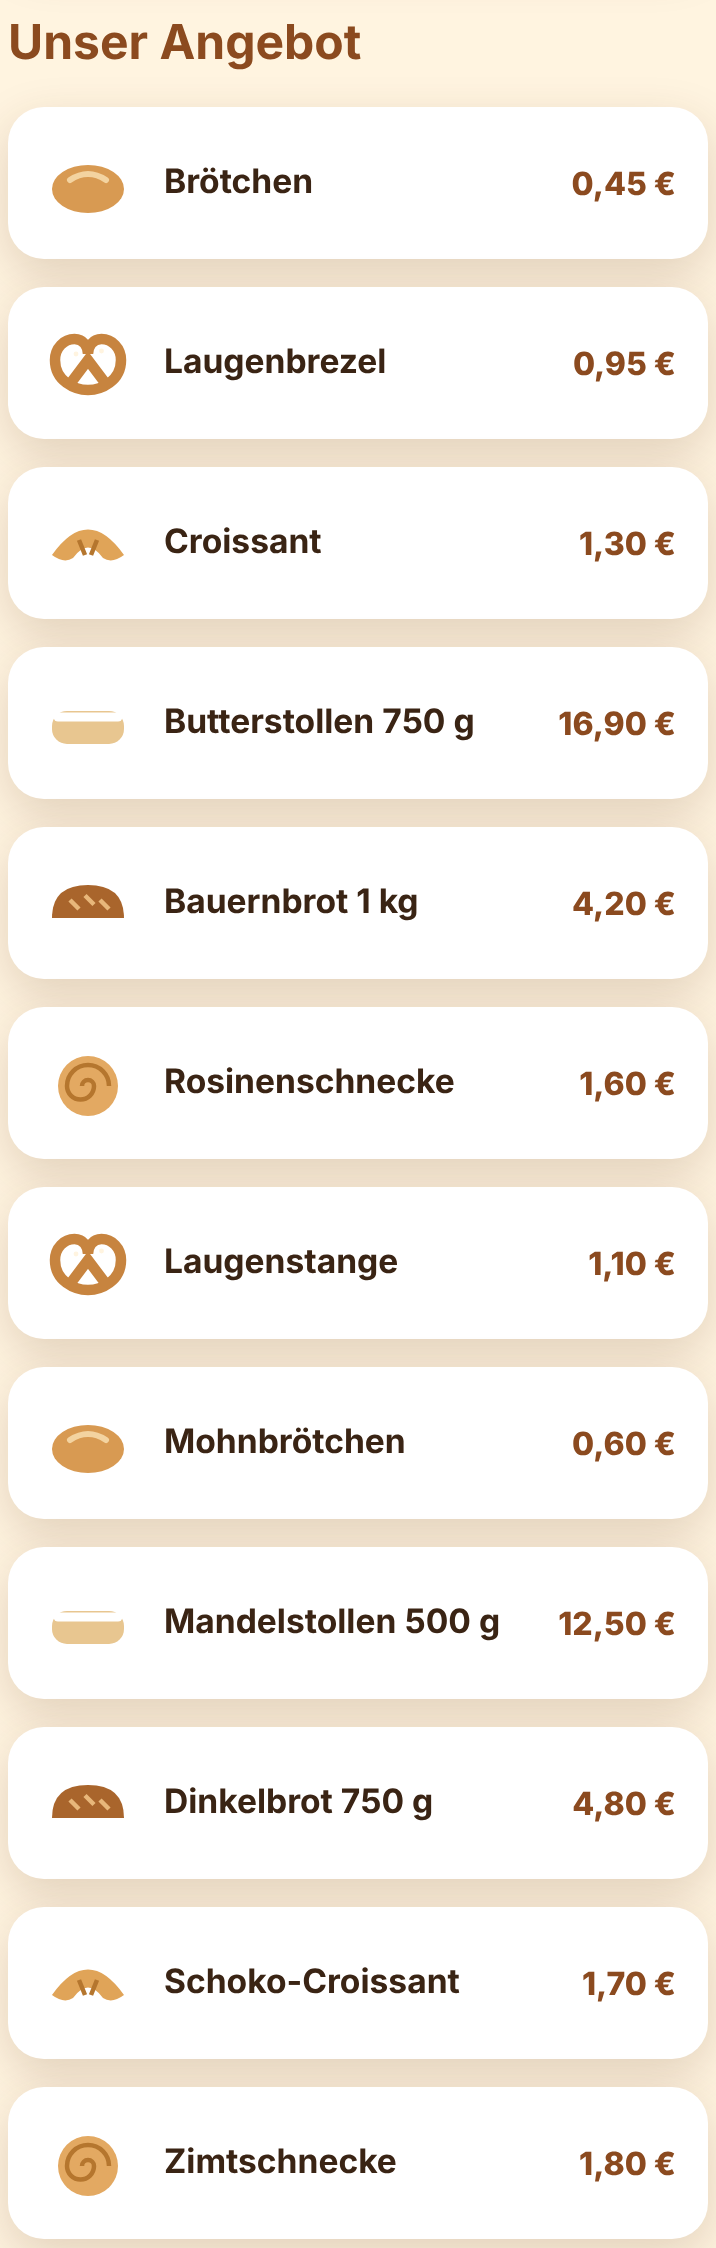 Unser Angebot
Brötchen 0,45 €
Laugenbrezel 0,95 €
Croissant 1,30 €
Butterstollen 750 g 16,90 €
Bauernbrot 1 kg 4,20 €
Rosinenschnecke 1,60 €
Laugenstange 1,10 €
Mohnbrötchen 0,60 €
Mandelstollen 500 g 12,50 €
Dinkelbrot 750 g 4,80 €
Schoko-Croissant 1,70 €
Zimtschnecke 1,80 €